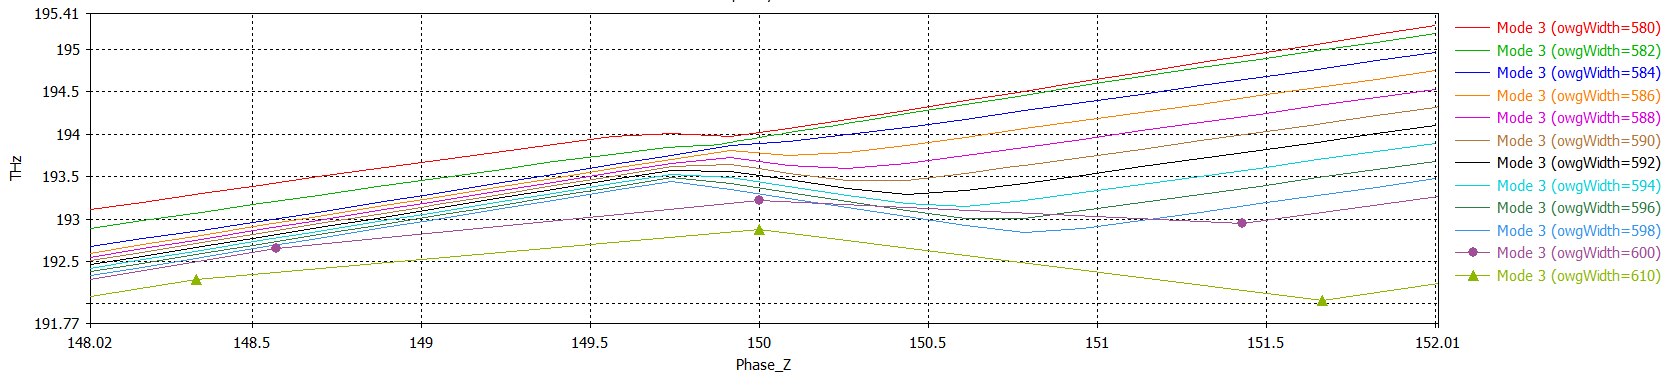 195.41
195
194.5
194
193.5
193
192.5
191.77
THz
148.02
148.5
149
149.5
150
150.5
151
151.5
152.01
Phase_Z
Mode 3 (owgWidth=580)
Mode 3 (owgWidth=582)
Mode 3 (owgWidth=584)
Mode 3 (owgWidth=586)
Mode 3 (owgWidth=588)
Mode 3 (owgWidth=590)
Mode 3 (owgWidth=592)
Mode 3 (owgWidth=594)
Mode 3 (owgWidth=596)
Mode 3 (owgWidth=598)
Mode 3 (owgWidth=600)
Mode 3 (owgWidth=610)